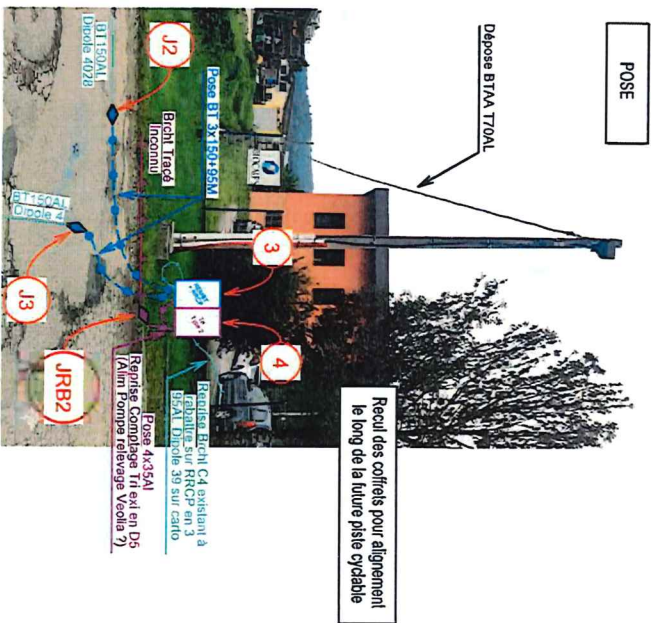 POSE
Dépose BTAA T70AL
Recul des coffrets pour alignement
le long de la future piste cyclable
J2
BT150AL
Dipole 4028
Pose BT 3x150+95M
Brcht Tracé
Inconnu
BT150AL
Dipole 4
J3
3
4
JRB2
Reprise Brcht C4 existant à
rabattre sur RRCP en 3
95AL Dipole 39 sur carto
Pose 4x35Al
Reprise Comptage Tri exi en D5
(Alim Pompe relevage Veolia ?)